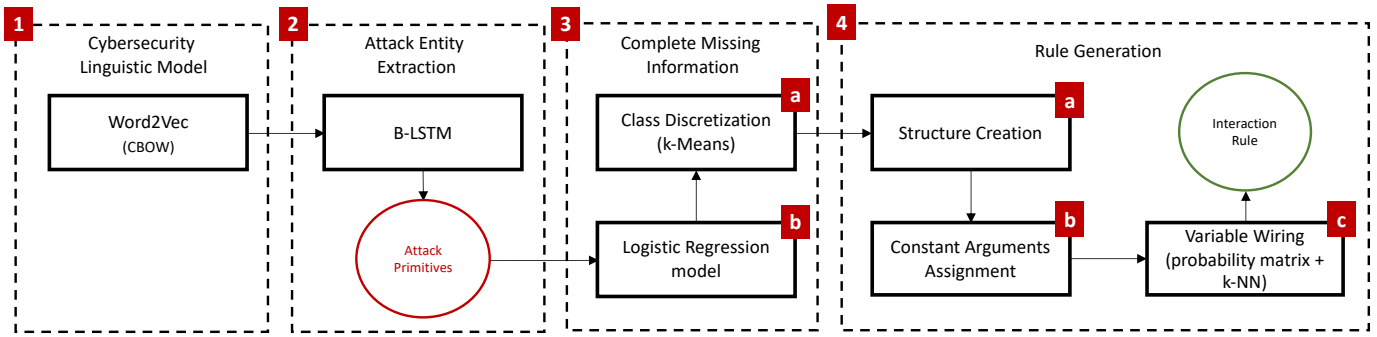 1
Cybersecurity
Linguistic Model
Word2Vec
(CBOW)
2
Attack Entity
Extraction
B-LSTM
Attack
Primitives
3
Complete Missing
Information
a
Class Discretization
(k-Means)
b
Logistic Regression
model
4
Rule Generation
a
Structure Creation
b
Constant Arguments
Assignment
c
Variable Wiring
(probability matrix +
k-NN)
Interaction
Rule